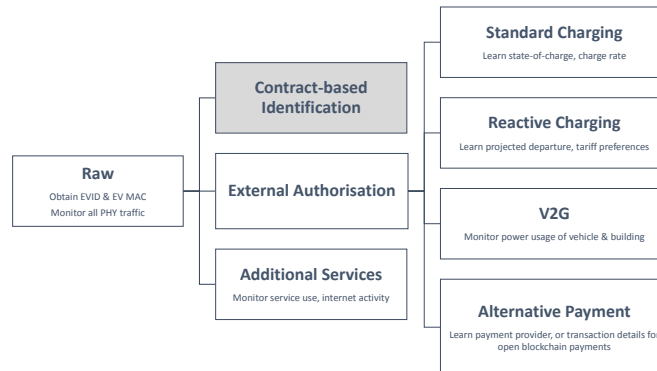 Raw
Obtain EVID & EV MAC
Monitor all PHY traffic
Contract-based
Identification
External Authorisation
Additional Services
Monitor service use, internet activity
Standard Charging
Learn state-of-charge, charge rate
Reactive Charging
Learn projected departure, tariff preferences
V2G
Monitor power usage of vehicle & building
Alternative Payment
Learn payment provider, or transaction details for
open blockchain payments